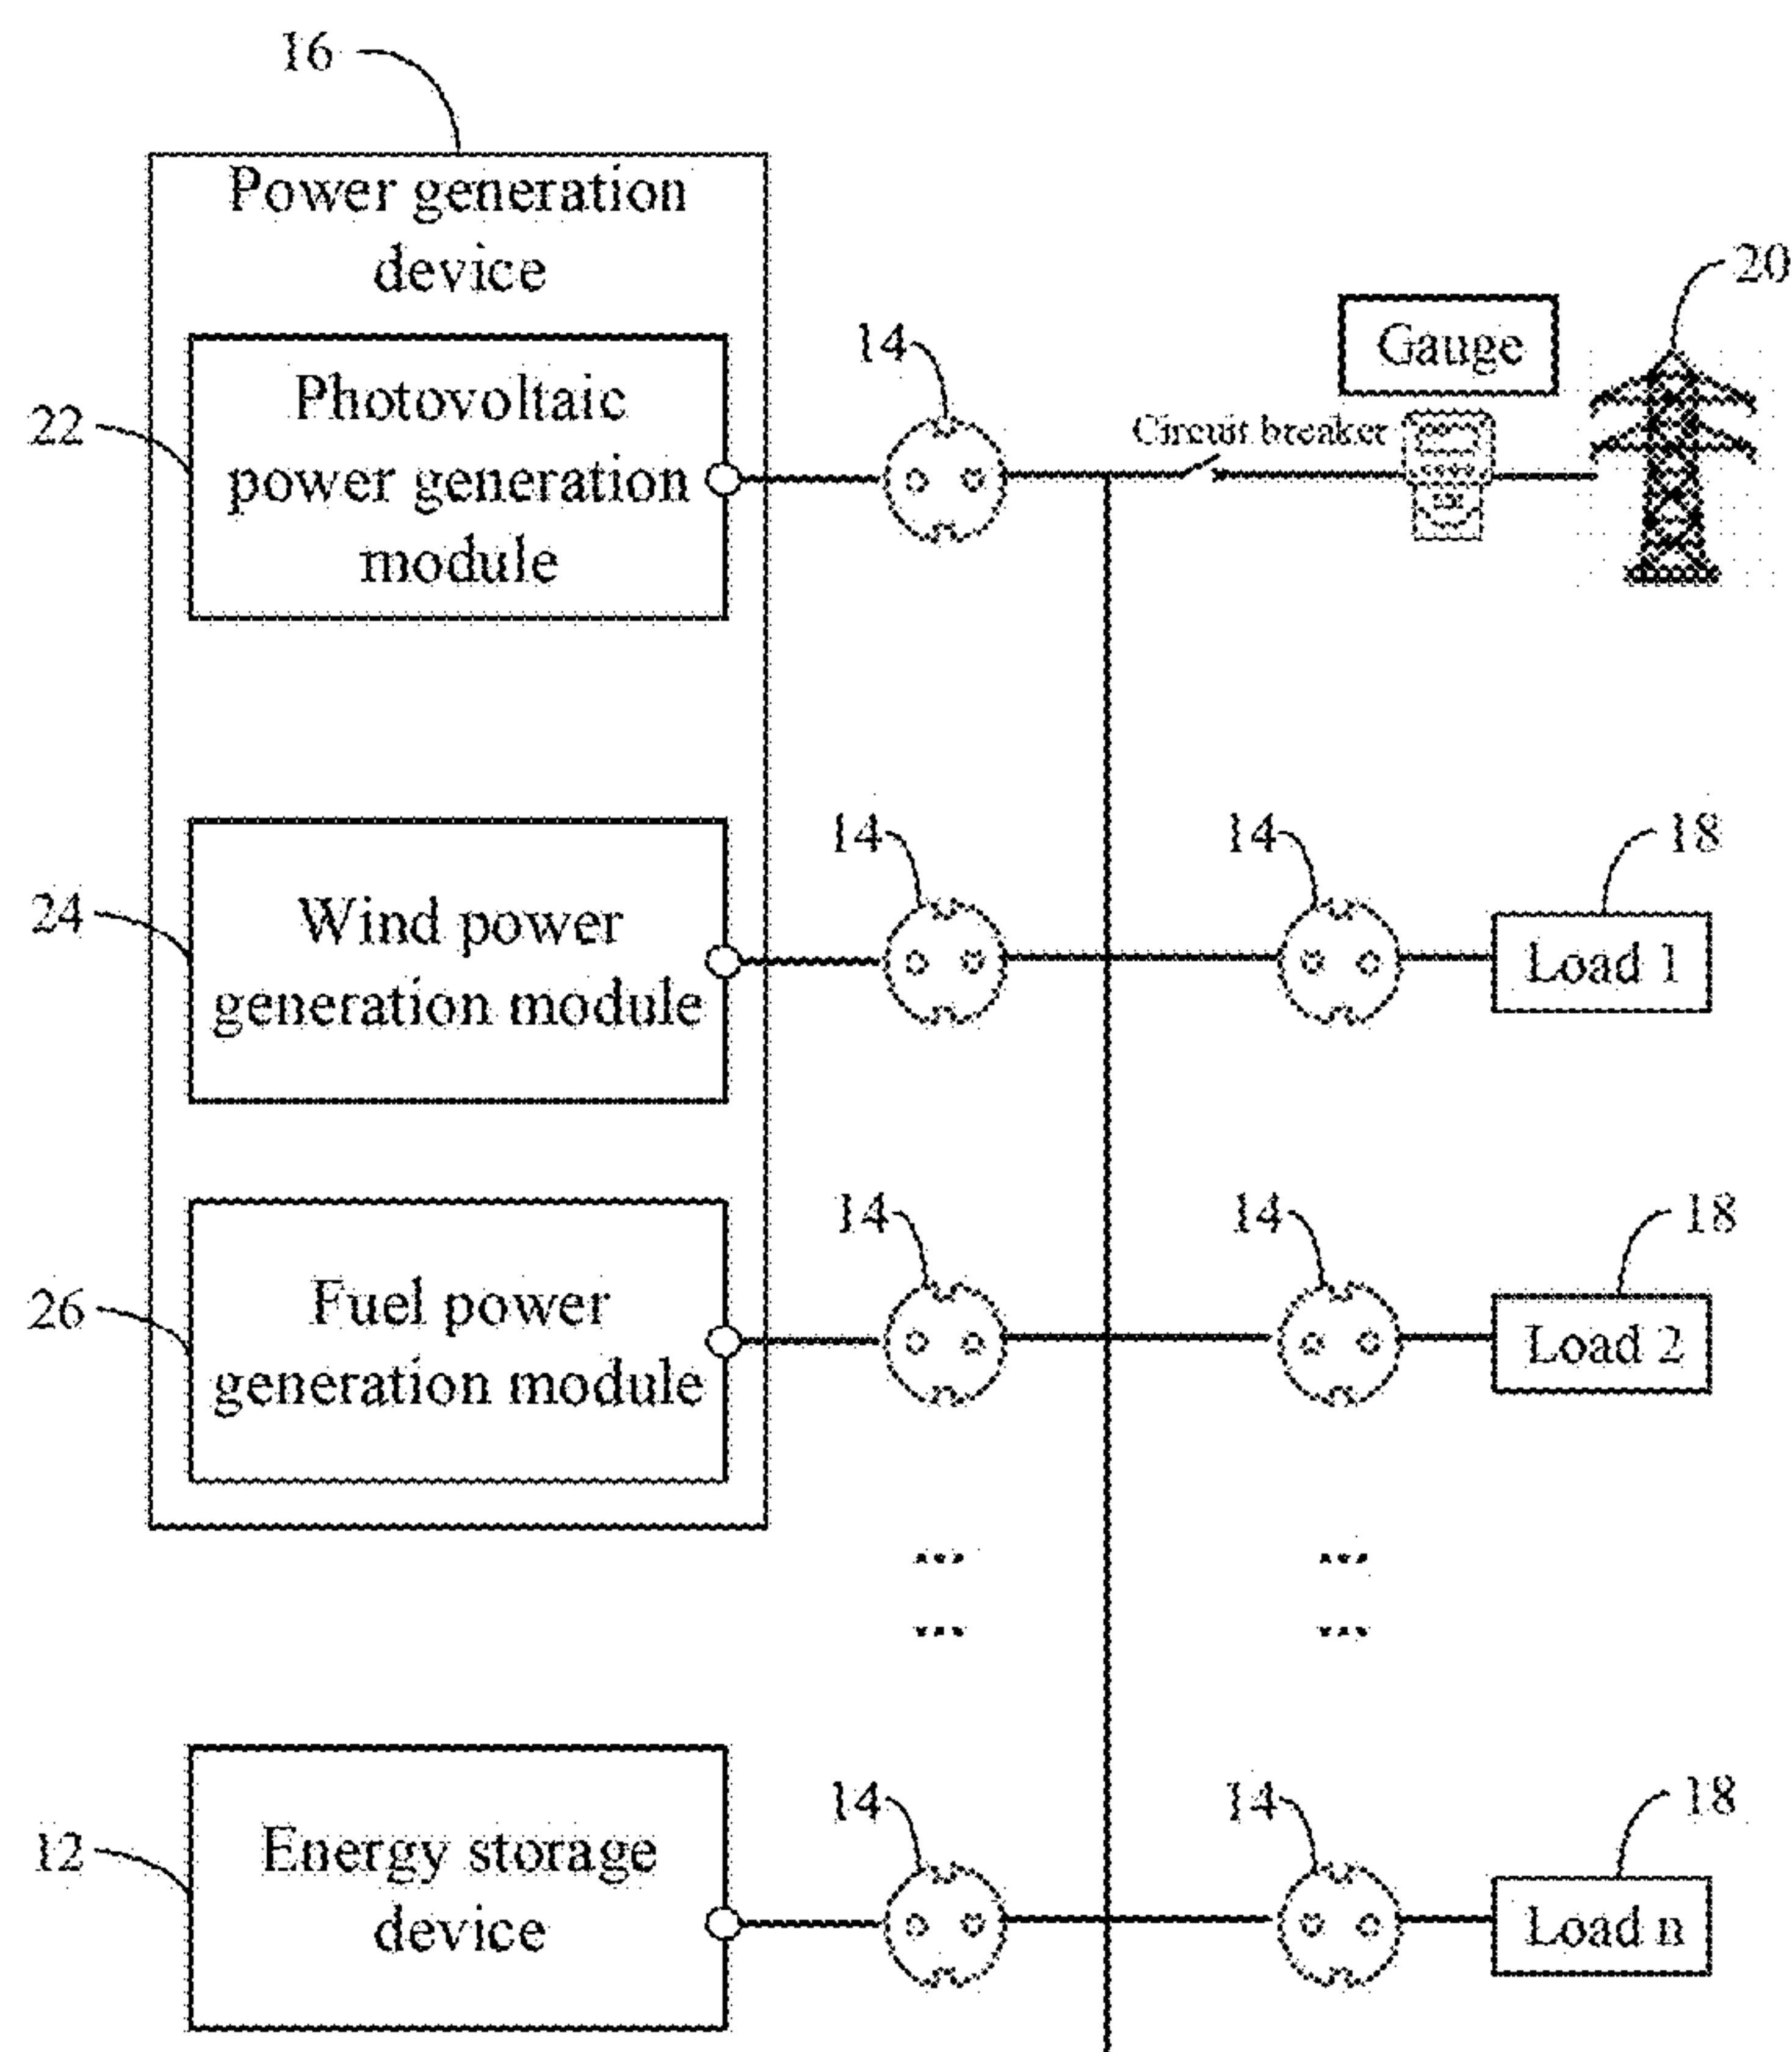 16
Power generation
device
20
14
Gauge
Photovoltaic
power generation
module
22
Circuit breaker
14
14
18
24
Wind power
generation module
Load 1
14
14
18
26
Fuel power
generation module
Load 2
...
...
...
...
14
14
18
12
Energy storage
device
Load n